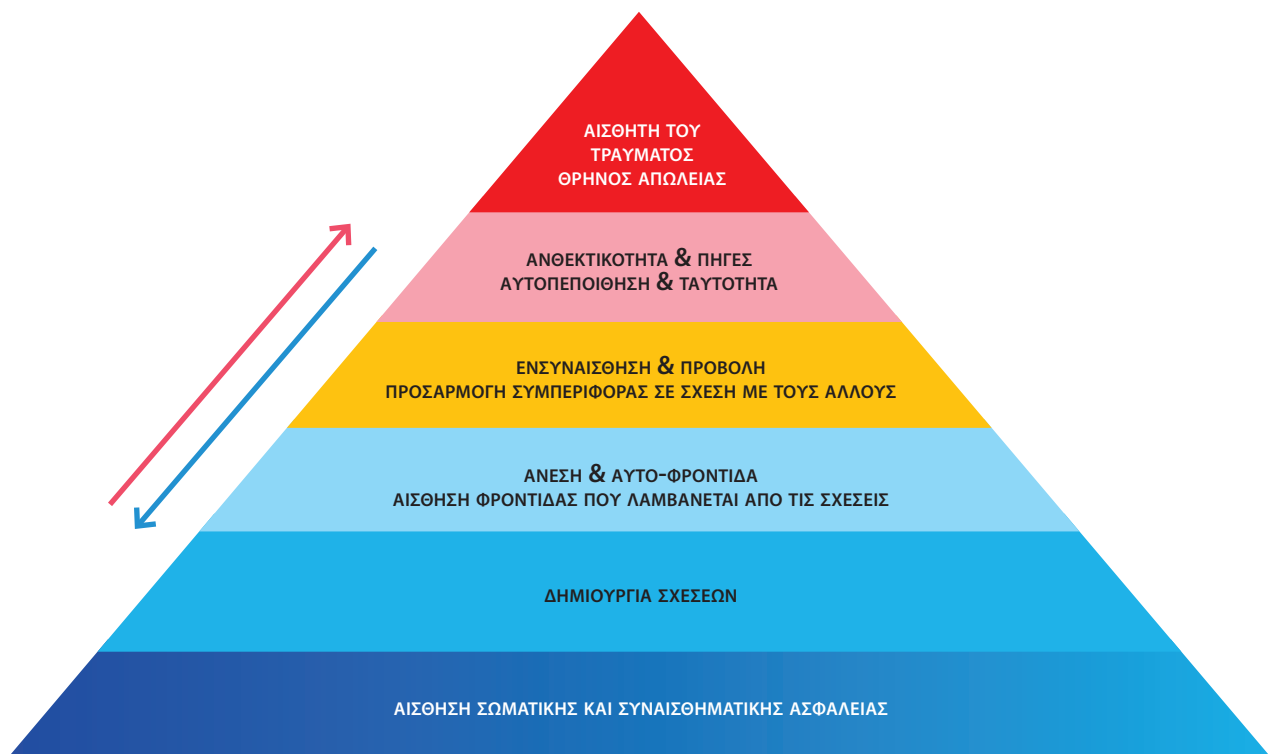 ΑΙΣΘΗΤΗ ΤΟΥ
ΤΡΑΥΜΑΤΟΣ
ΘΡΗΝΟΣ ΑΠΩΛΕΙΑΣ
ΑΝΘΕΚΤΙΚΟΤΗΤΑ & ΠΗΓΕΣ
ΑΥΤΟΠΕΠΟΙΘΗΣΗ & ΤΑΥΤΟΤΗΤΑ
ΕΝΣΥΝΑΙΣΘΗΣΗ & ΠΡΟΒΟΛΗ
ΠΡΟΣΑΡΜΟΓΗ ΣΥΜΠΕΡΙΦΟΡΑΣ ΣΕ ΣΧΕΣΗ ΜΕ ΤΟΥΣ ΑΛΛΟΥΣ
ΑΝΕΣΗ & ΑΥΤΟ-ΦΡΟΝΤΙΔΑ
ΑΙΣΘΗΣΗ ΦΡΟΝΤΙΔΑΣ ΠΟΥ ΛΑΜΒΑΝΕΤΑΙ ΑΠΟ ΤΙΣ ΣΧΕΣΕΙΣ
ΔΗΜΙΟΥΡΓΙΑ ΣΧΕΣΕΩΝ
ΑΙΣΘΗΣΗ ΣΩΜΑΤΙΚΗΣ ΚΑΙ ΣΥΝΑΙΣΘΗΜΑΤΙΚΗΣ ΑΣΦΑΛΕΙΑΣ